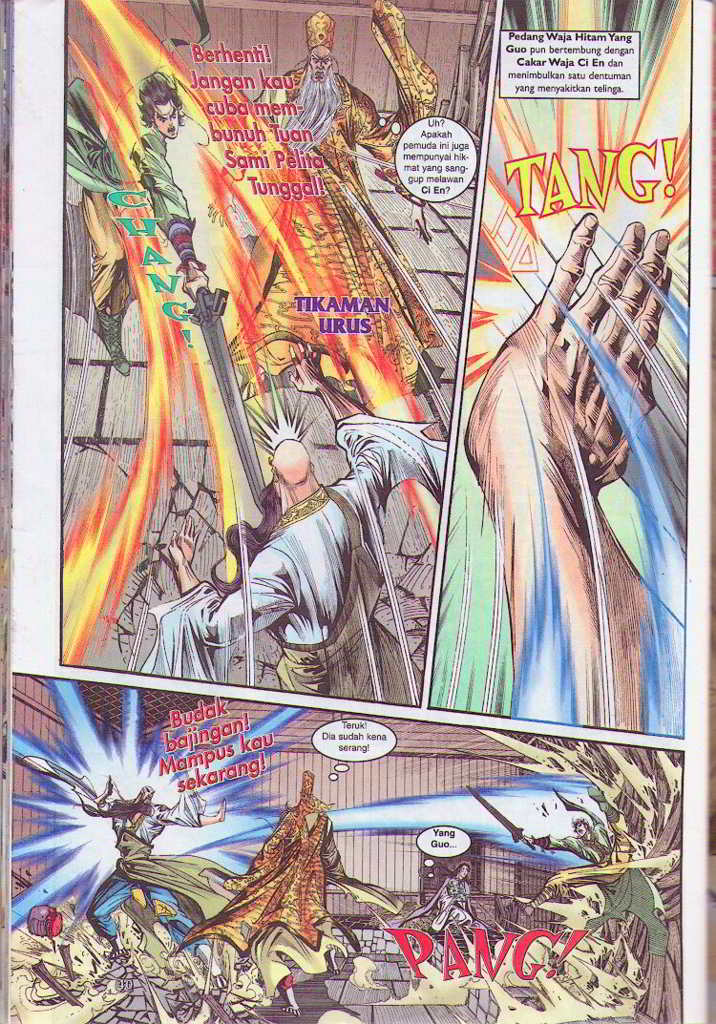 Berhenti!
Jangan kau
cuba mem-
bunuh Tuan
Sami Pelita
Tunggal!
Uh?
Apakah
pemuda ini juga
mempunyai hik-
mat yang sang-
gup melawan
Ci En?
CHANG!
TIKAMAN
URUS
Pedang Waja Hitam Yang
Guo pun bertembung dengan
Cakar Waja Ci En dan
menimbulkan satu dentuman
yang menyakitkan telinga.
TANG!
Budak
bajingan!
Mampus kau
sekarang!
Teruk!
Dia sudah kena
serang!
Yang
Guo...
PANG!